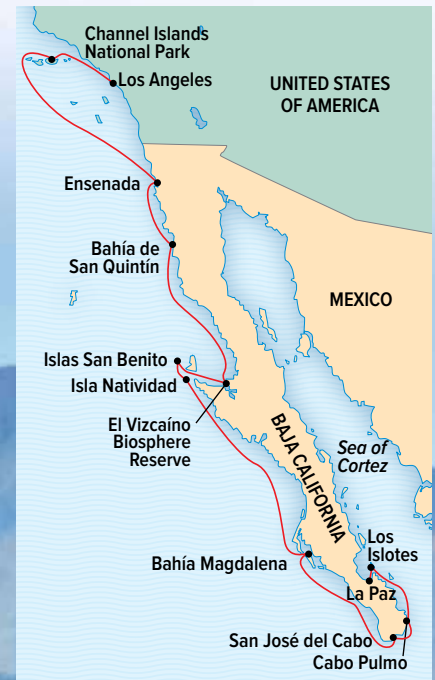 Channel Islands
National Park
Los Angeles
UNITED STATES
OF AMERICA
Ensenada
Bahía de
San Quintín
MEXICO
Islas San Benito
Isla Natividad
El Vizcaíno
Biosphere
Reserve
BAJA CALIFORNIA
Sea of
Cortez
Los
Islotes
Bahía Magdalena
La Paz
San José del Cabo
Cabo Pulmo